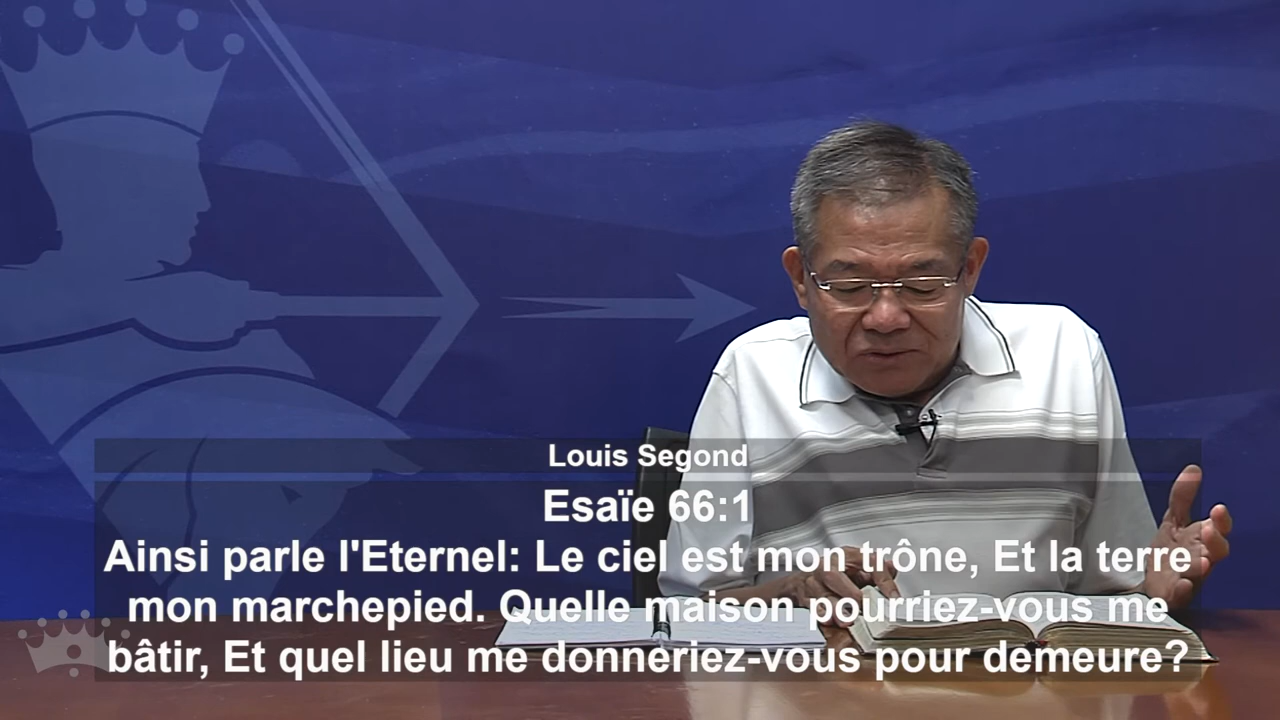 Louis Segond
Esaïe 66:1
Ainsi parle l'Eternel: Le ciel est mon trône, Et la terre
mon marchepied. Quelle maison pourriez-vous me
bâtir, Et quel lieu me donneriez-vous pour demeure?